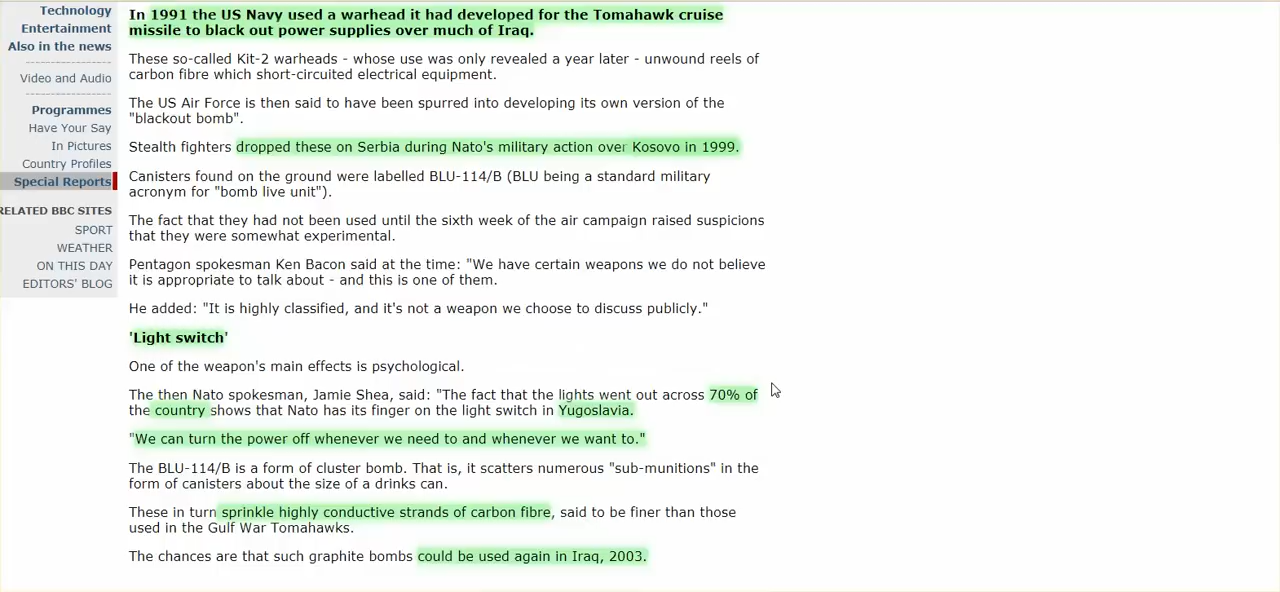 Technology
Entertainment
Also in the news
Video and Audio
Programmes
Have Your Say
In Pictures
Country Profiles
Special Reports
RELATED BBC SITES
SPORT
WEATHER
ON THIS DAY
EDITORS' BLOG
In 1991 the US Navy used a warhead it had developed for the Tomahawk cruise
missile to black out power supplies over much of Iraq.
These so-called Kit-2 warheads - whose use was only revealed a year later - unwound reels of
carbon fibre which short-circuited electrical equipment.
The US Air Force is then said to have been spurred into developing its own version of the
"blackout bomb".
Stealth fighters dropped these on Serbia during Nato's military action over Kosovo in 1999.
Canisters found on the ground were labelled BLU-114/B (BLU being a standard military
acronym for "bomb live unit").
The fact that they had not been used until the sixth week of the air campaign raised suspicions
that they were somewhat experimental.
Pentagon spokesman Ken Bacon said at the time: "We have certain weapons we do not believe
it is appropriate to talk about - and this is one of them.
He added: "It is highly classified, and it's not a weapon we choose to discuss publicly."
'Light switch'
One of the weapon's main effects is psychological.
The then Nato spokesman, Jamie Shea, said: "The fact that the lights went out across 70% of
the country shows that Nato has its finger on the light switch in Yugoslavia.
"We can turn the power off whenever we need to and whenever we want to."
The BLU-114/B is a form of cluster bomb. That is, it scatters numerous "sub-munitions" in the
form of canisters about the size of a drinks can.
These in turn sprinkle highly conductive strands of carbon fibre, said to be finer than those
used in the Gulf War Tomahawks.
The chances are that such graphite bombs could be used again in Iraq, 2003.